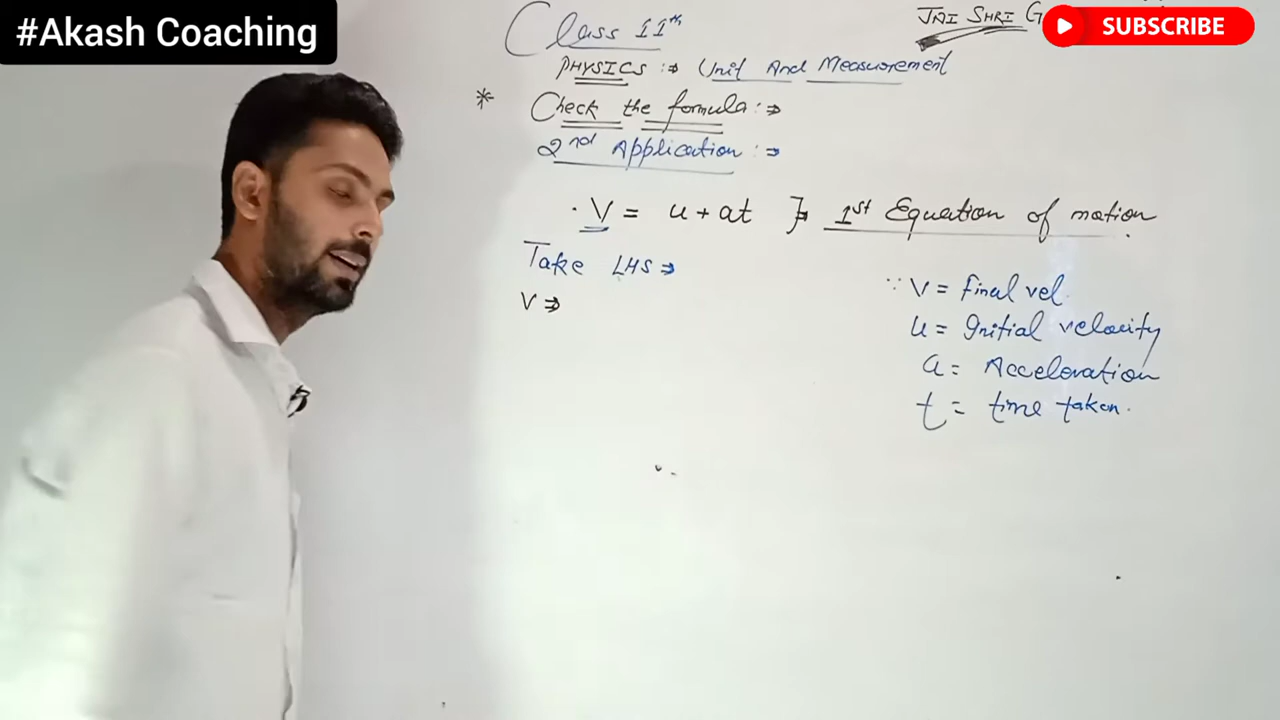 #Akash Coaching
Class 11th
JAI SHRI G
SUBSCRIBE
PHYSICS :⇒ Unit And Measurement
* Check the formula :⇒
2nd Application :⇒
V = u + at } 1st Equation of motion
Take LHS ⇒
V ⇒
∵ V = final vel.
u = Initial velocity
a = Acceleration
t = time taken.